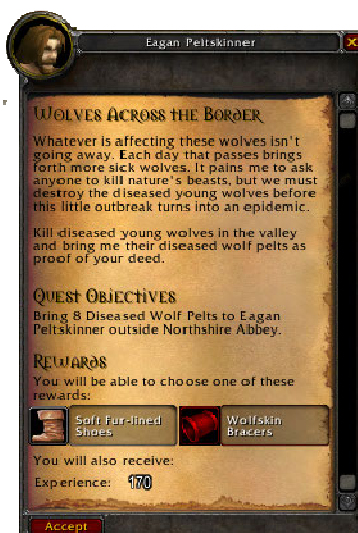 Eagan Peltskinner
Wolves Across the Border
Whatever is affecting these wolves isn't
going away. Each day that passes brings
forth more sick wolves. It pains me to ask
anyone to kill nature's beasts, but we must
destroy the diseased young wolves before
this little outbreak turns into an epidemic.
Kill diseased young wolves in the valley
and bring me their diseased wolf pelts as
proof of your deed.
Quest Objectives
Bring 8 Diseased Wolf Pelts to Eagan
Peltskinner outside Northshire Abbey.
Rewards
You will be able to choose one of these
rewards:
Soft Fur-lined
Shoes
Wolfskin
Bracers
You will also receive:
Experience: 170
Accept